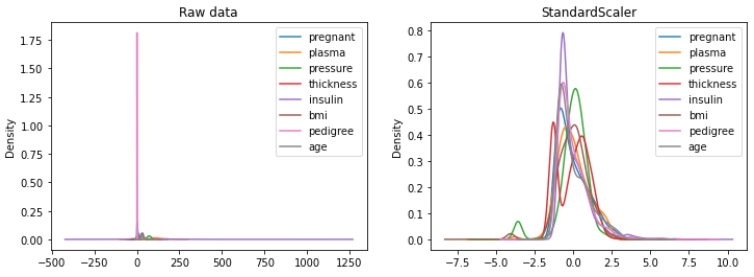 Raw data
Density
1.75
1.50
1.25
1.00
0.75
0.50
0.25
0.00
−500
−250
0
250
500
750
1000
1250
pregnant
plasma
pressure
thickness
insulin
bmi
pedigree
age
StandardScaler
Density
0.8
0.7
0.6
0.5
0.4
0.3
0.2
0.1
0.0
−7.5
−5.0
−2.5
0.0
2.5
5.0
7.5
10.0
pregnant
plasma
pressure
thickness
insulin
bmi
pedigree
age